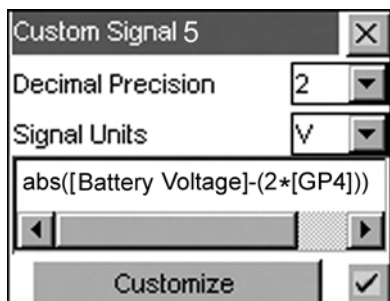 Custom Signal 5
Decimal Precision 2
Signal Units V
abs([Battery Voltage]-(2*[GP4]))
Customize